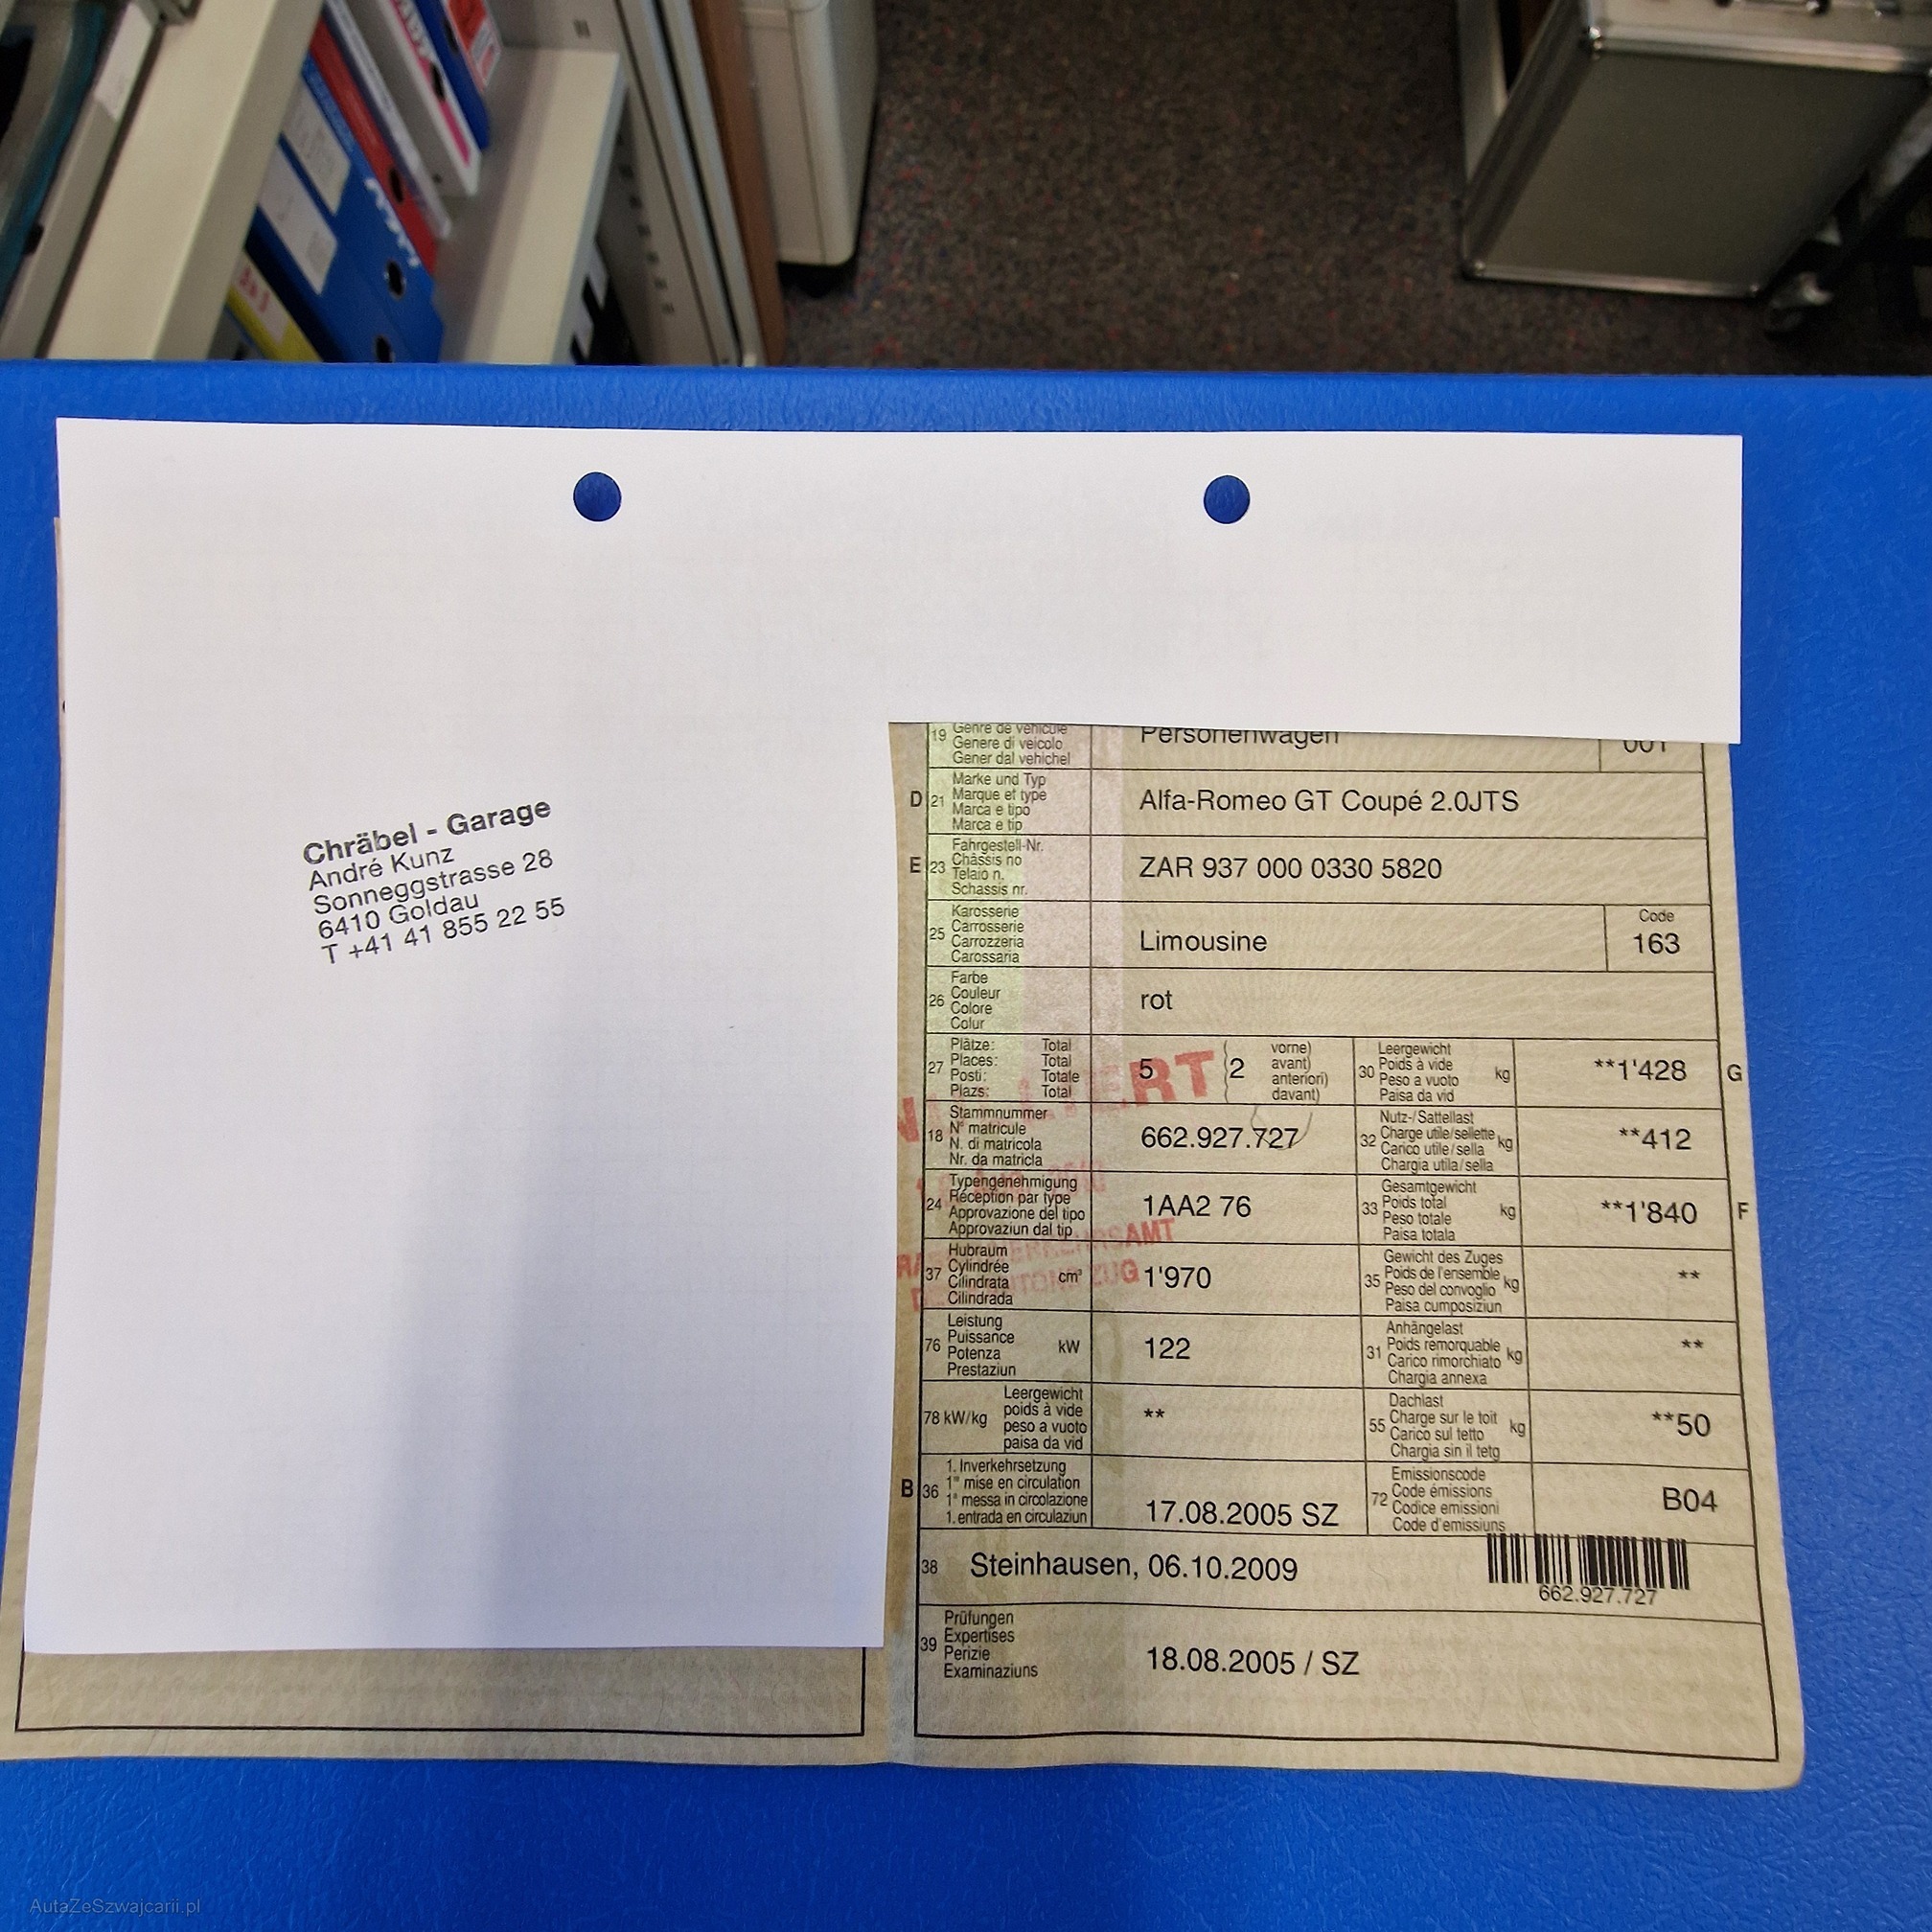 Chräbel - Garage
André Kunz
Sonneggstrasse 28
6410 Goldau
T +41 41 855 22 55
19 Genre de véhicule
Genere di veicolo
Gener dal vehichel
Personenwagen
001
D 21 Marke und Typ
Marque et type
Marca e tipo
Marca e tip
Alfa-Romeo GT Coupé 2.0JTS
E 23 Fahrgestell-Nr.
Châssis no
Telaio n.
Schassis nr.
ZAR 937 000 0330 5820
25 Karosserie
Carrosserie
Carrozzeria
Carossaria
Limousine
Code
163
26 Farbe
Couleur
Colore
Colur
rot
27 Plätze: Total
Places: Total
Posti: Totale
Plazs: Total
5 (2 vorne)
avant)
anteriori)
davant)
30 Leergewicht
Poids à vide
Peso a vuoto
Paisa da vid
kg
**1'428
G
18 Stammnummer
N° matricule
N. di matricola
Nr. da matricla
662.927.727
32 Nutz-/Sattellast
Charge utile/sellette
Carico utile/sella
Chargia utila/sella
kg
**412
24 Typengenehmigung
Réception par type
Approvazione del tipo
Approvaziun dal tip
1AA2 76
33 Gesamtgewicht
Poids total
Peso totale
Paisa totala
kg
**1'840
F
37 Hubraum
Cylindrée
Cilindrata
Cilindrada
cm³
1'970
35 Gewicht des Zuges
Poids de l'ensemble
Peso del convoglio
Paisa cumposiziun
kg
**
76 Leistung
Puissance
Potenza
Prestaziun
kW
122
31 Anhängelast
Poids remorquable
Carico rimorchiato
Chargia annexa
kg
**
78 kW/kg
Leergewicht
poids à vide
peso a vuoto
paisa da vid
**
55 Dachlast
Charge sur le toit
Carico sul tetto
Chargia sin il tetg
kg
**50
B 36 1. Inverkehrsetzung
1re mise en circulation
1a messa in circolazione
1. entrada en circulaziun
17.08.2005 SZ
72 Emissionscode
Code émissions
Codice emissioni
Code d'emissiuns
B04
38 Steinhausen, 06.10.2009
662.927.727
39 Prüfungen
Expertises
Perizie
Examinaziuns
18.08.2005 / SZ
AutaZeSzwajcarii.pl